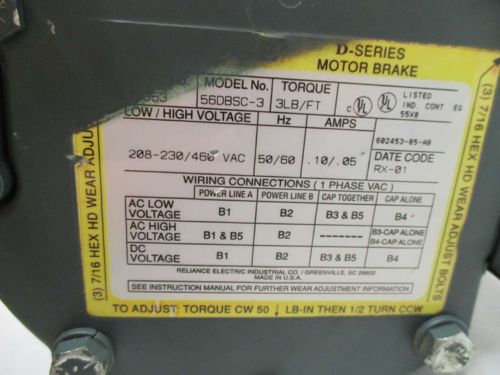 D-SERIES
MOTOR BRAKE
No. MODEL No. TORQUE
56DBSC-3 3LB/FT
UL UL LISTED
IND CONT EQ
55X8
LOW / HIGH VOLTAGE Hz AMPS
602453-85-AB
208-230/460 VAC 50/60 .10/.05 DATE CODE
RX-01
WIRING CONNECTIONS ( 1 PHASE VAC )
POWER LINE A POWER LINE B CAP TOGETHER CAP ALONE
AC LOW VOLTAGE B1 B2 B3 & B5 B4
AC HIGH VOLTAGE B1 & B5 B2 ------- B3-CAP ALONE
B4-CAP ALONE
DC VOLTAGE B1 B2 B3 & B5 B4
RELIANCE ELECTRIC INDUSTRIAL CO. / GREENVILLE, SC 29602
MADE IN U.S.A.
SEE INSTRUCTION MANUAL FOR FURTHER WEAR ADJUSTMENT INFORMATION
TO ADJUST: TORQUE CW 50 LB-IN THEN 1/2 TURN CCW
(3) 7/16 HEX HD WEAR ADJU
(3) 7/16 HEX HD WEAR ADJUST BOLTS